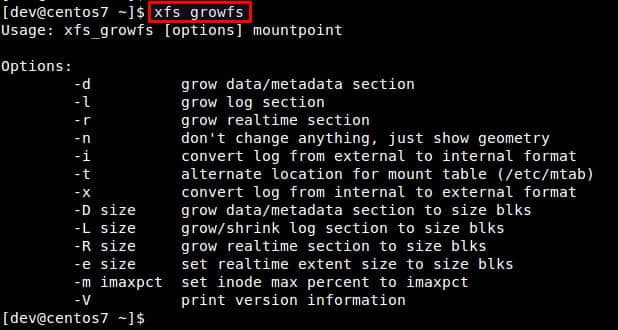 [dev@centos7 ~]$ xfs_growfs
Usage: xfs_growfs [options] mountpoint
Options:
-d grow data/metadata section
-l grow log section
-r grow realtime section
-n don't change anything, just show geometry
-i convert log from external to internal format
-t alternate location for mount table (/etc/mtab)
-x convert log from internal to external format
-D size grow data/metadata section to size blks
-L size grow/shrink log section to size blks
-R size grow realtime section to size blks
-e size set realtime extent size to size blks
-m imaxpct set inode max percent to imaxpct
-V print version information
[dev@centos7 ~]$